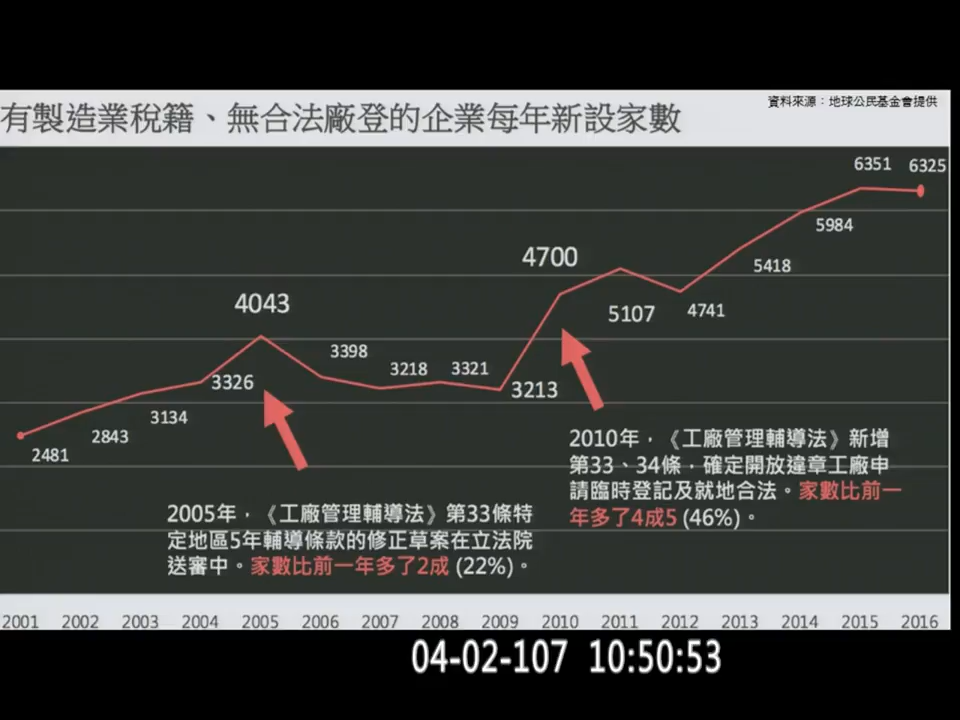 資料來源：地球公民基金會提供
有製造業稅籍、無合法廠登的企業每年新設家數
6351
6325
5984
4700
5418
4043
5107
4741
3398
3218
3321
3326
3213
3134
2843
2481
2010年，《工廠管理輔導法》新增
第33、34條，確定開放違章工廠申
請臨時登記及就地合法。家數比前一
年多了4成5 (46%)。
2005年，《工廠管理輔導法》第33條特
定地區5年輔導條款的修正草案在立法院
送審中。家數比前一年多了2成 (22%)。
2001 2002 2003 2004 2005 2006 2007 2008 2009 2010 2011 2012 2013 2014 2015 2016
04-02-107 10:50:53